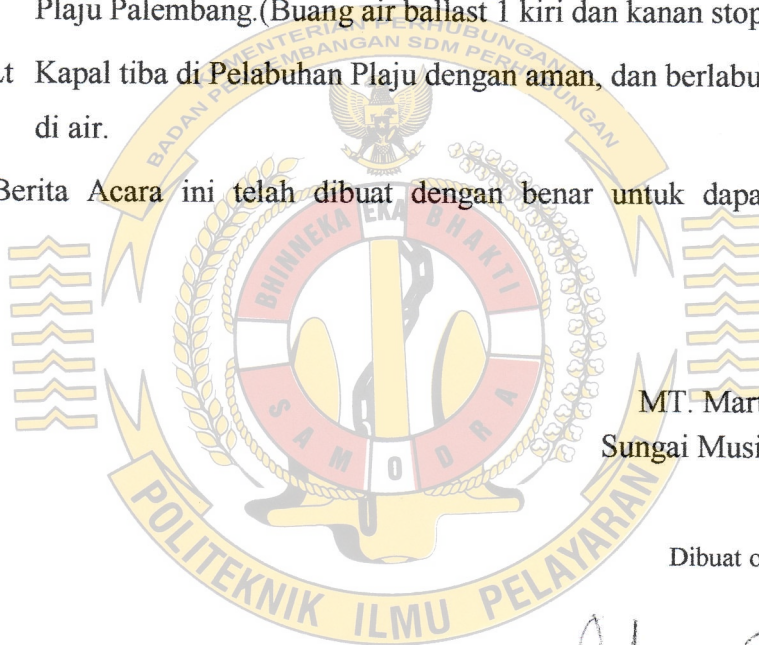 Plaju Palembang.(Buang air ballast 1 kiri dan kanan stop
Kapal tiba di Pelabuhan Plaju dengan aman, dan berlabu
di air.
Berita Acara ini telah dibuat dengan benar untuk dapa
MT. Mart
Sungai Musi
Dibuat o
KEMENTERIAN PERHUBUNGAN
BADAN PENGEMBANGAN SDM PERHUBUNGAN
BHINNEKA EKA BHAKTI
SAMODRA
POLITEKNIK ILMU PELAYARAN